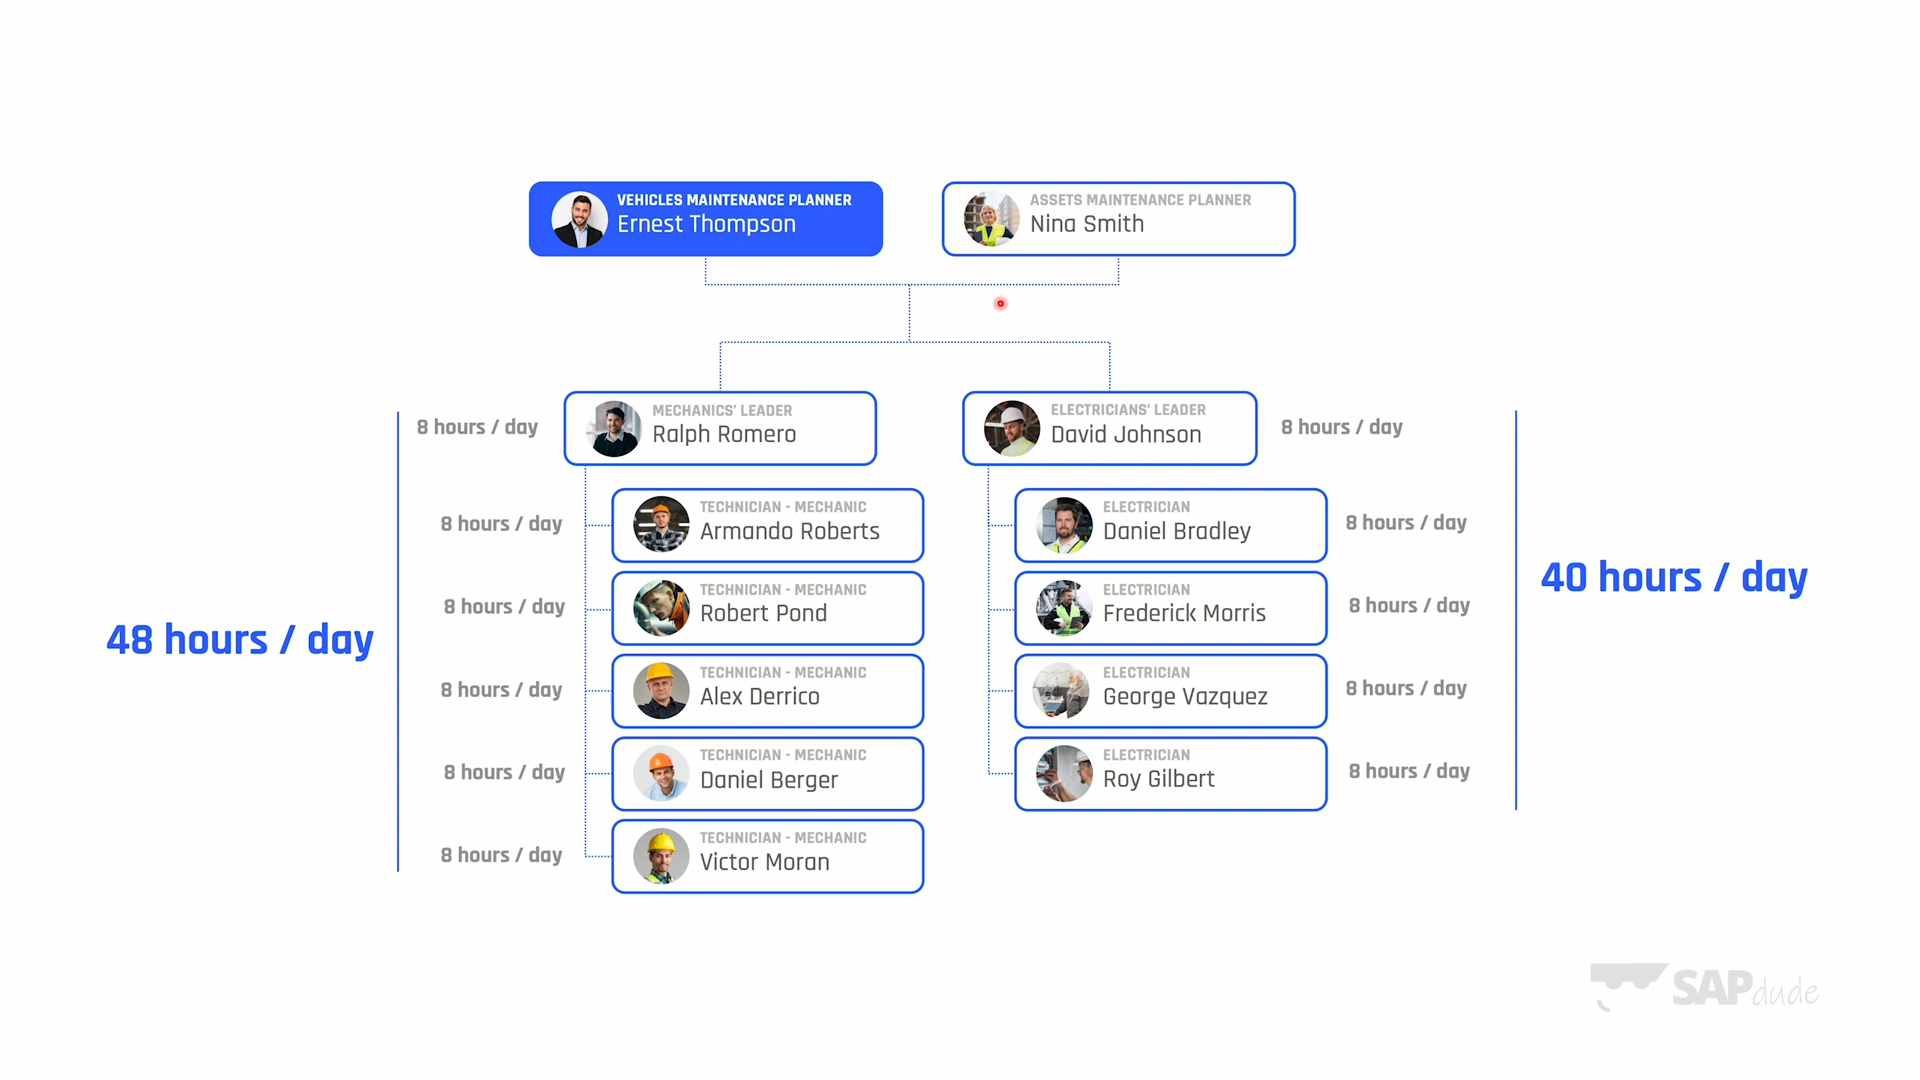 VEHICLES MAINTENANCE PLANNER
Ernest Thompson
ASSETS MAINTENANCE PLANNER
Nina Smith
8 hours / day
MECHANICS' LEADER
Ralph Romero
ELECTRICIANS' LEADER
David Johnson
8 hours / day
8 hours / day
TECHNICIAN - MECHANIC
Armando Roberts
ELECTRICIAN
Daniel Bradley
8 hours / day
8 hours / day
TECHNICIAN - MECHANIC
Robert Pond
ELECTRICIAN
Frederick Morris
8 hours / day
40 hours / day
48 hours / day
8 hours / day
TECHNICIAN - MECHANIC
Alex Derrico
ELECTRICIAN
George Vazquez
8 hours / day
8 hours / day
TECHNICIAN - MECHANIC
Daniel Berger
ELECTRICIAN
Roy Gilbert
8 hours / day
8 hours / day
TECHNICIAN - MECHANIC
Victor Moran
SAPdude